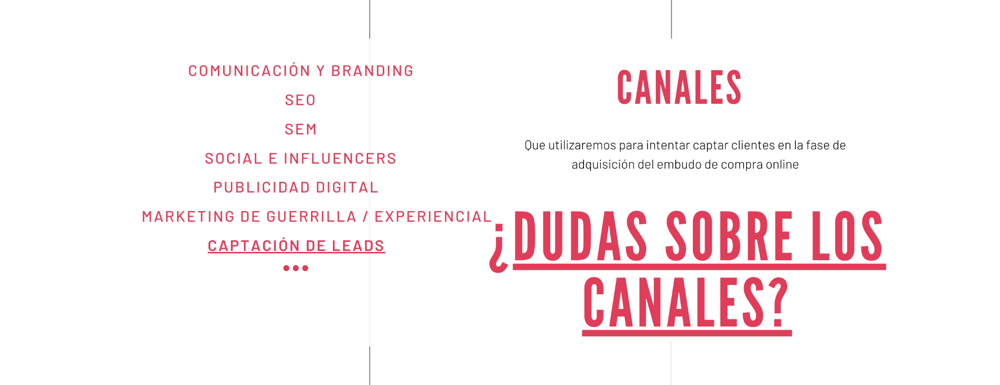 COMUNICACIÓN Y BRANDING
SEO
SEM
SOCIAL E INFLUENCERS
PUBLICIDAD DIGITAL
MARKETING DE GUERRILLA / EXPERIENCIAL
CAPTACIÓN DE LEADS
•••
CANALES
Que utilizaremos para intentar captar clientes en la fase de
adquisición del embudo de compra online
¿DUDAS SOBRE LOS
CANALES?